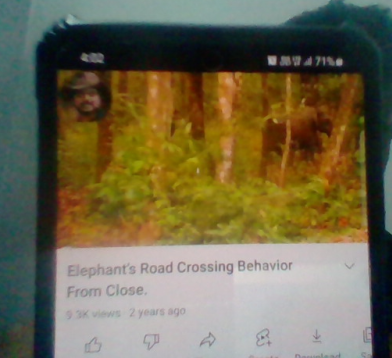 4:02
71%
Elephant's Road Crossing Behavior
From Close.
9.3K views · 2 years ago
Download